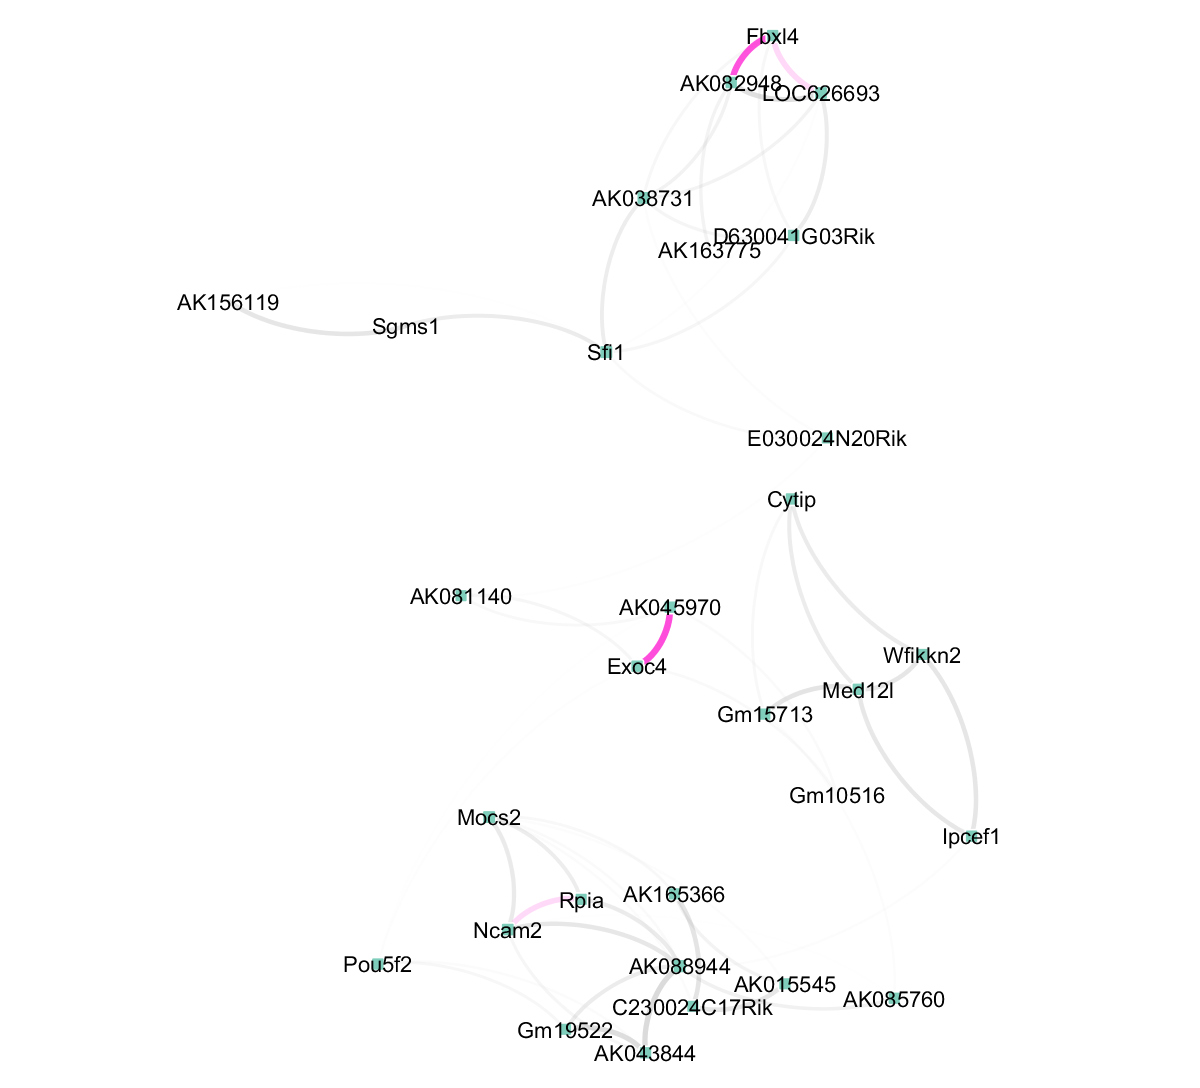 Fbxl4
AK082948
LOC626693
AK038731
D630041G03Rik
AK163775
AK156119
Sgms1
Sfi1
E030024N20Rik
Cytip
AK081140
AK045970
Wfikkn2
Exoc4
Med12l
Gm15713
Gm10516
Mocs2
Ipcef1
AK165366
Rpia
Ncam2
Pou5f2
AK088944
AK015545
AK085760
C230024C17Rik
Gm19522
AK043844